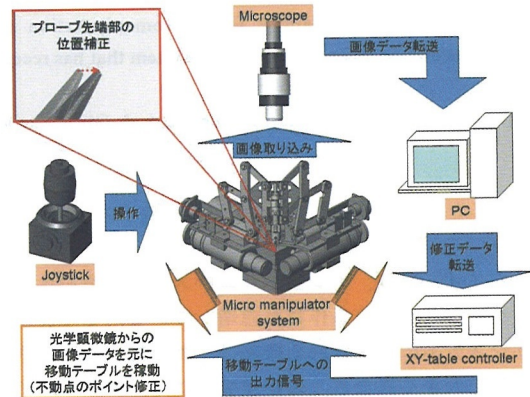 プローブ先端部の
位置補正
Microscope
画像データ転送
画像取り込み
PC
操作
Joystick
修正データ
転送
Micro manipulator
system
XY-table controller
移動テーブルへの
出力信号
光学顕微鏡からの
画像データを元に
移動テーブルを稼動
(不動点のポイント修正)